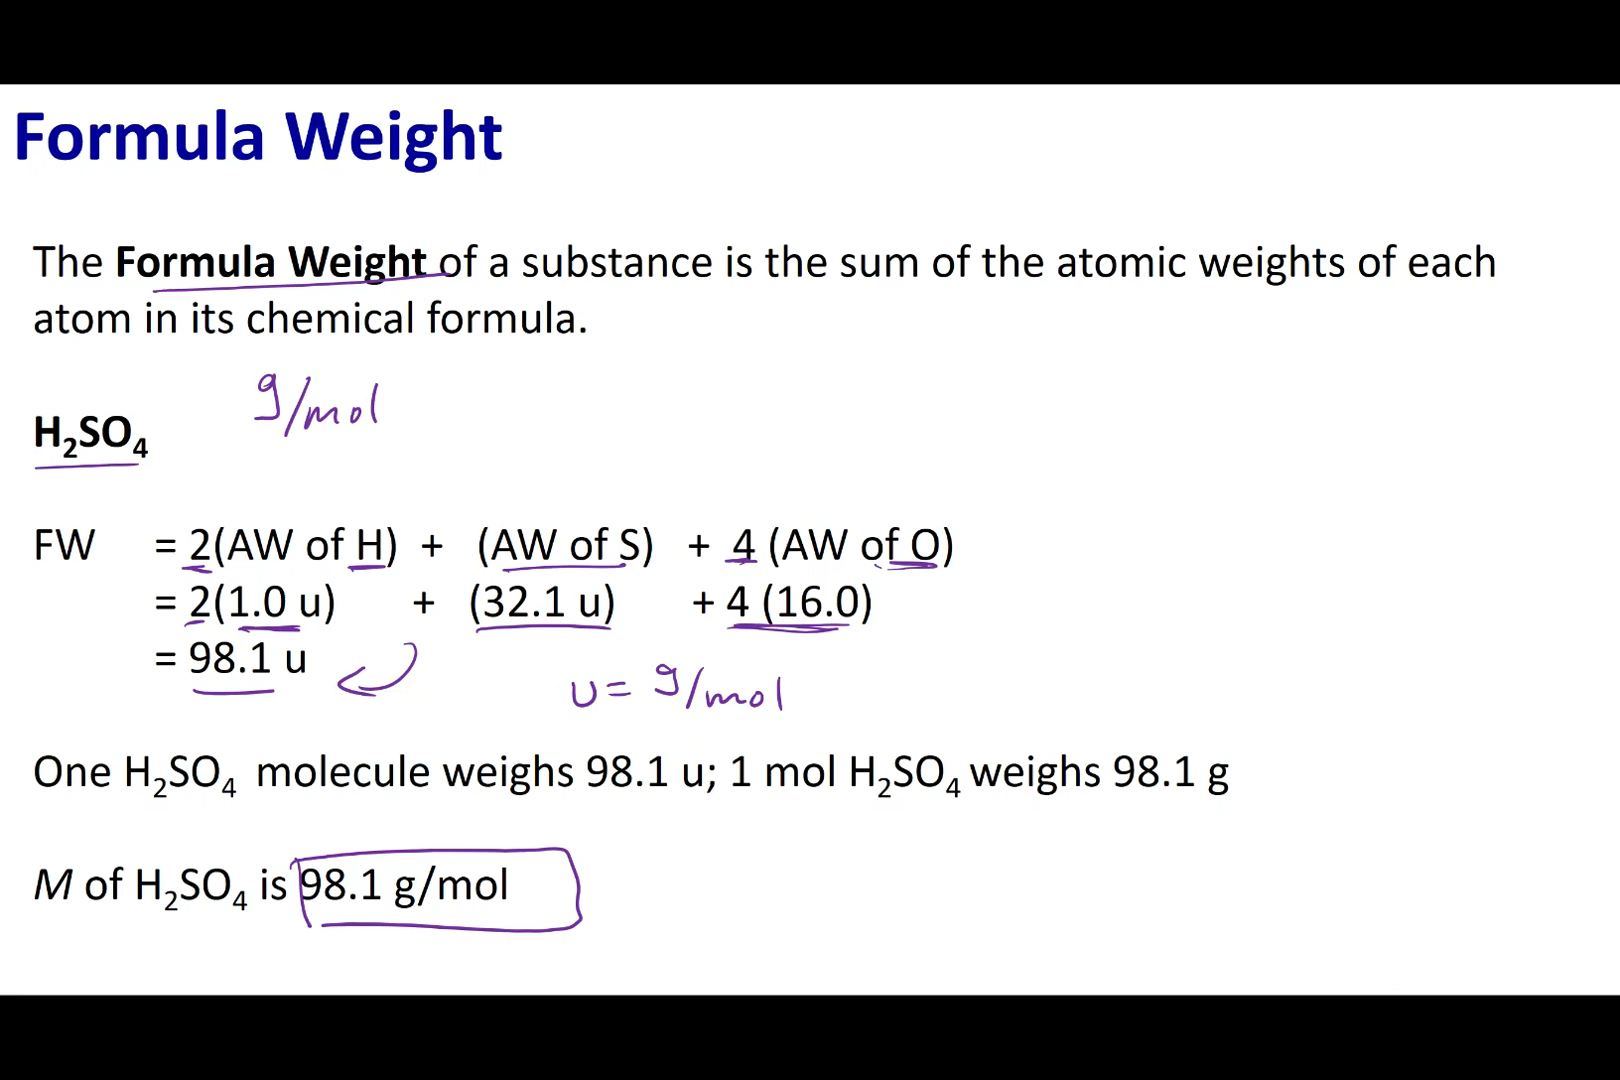 Formula Weight
The Formula Weight of a substance is the sum of the atomic weights of each
atom in its chemical formula.
g/mol
H₂SO₄
FW = 2(AW of H) + (AW of S) + 4 (AW of O)
= 2(1.0 u) + (32.1 u) + 4 (16.0)
= 98.1 u
u = g/mol
One H₂SO₄ molecule weighs 98.1 u; 1 mol H₂SO₄ weighs 98.1 g
M of H₂SO₄ is 98.1 g/mol